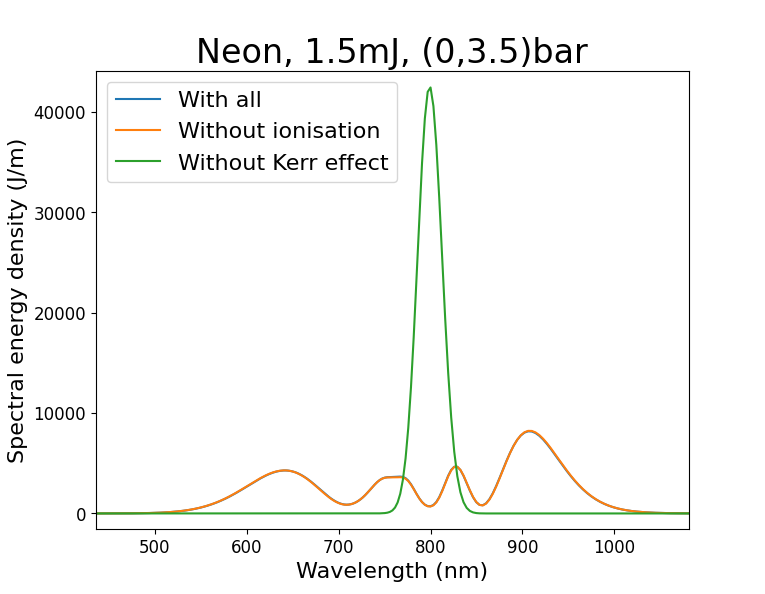 Neon, 1.5mJ, (0,3.5)bar
With all
Without ionisation
Without Kerr effect
Spectral energy density (J/m)
40000
30000
20000
10000
0
500 600 700 800 900 1000
Wavelength (nm)